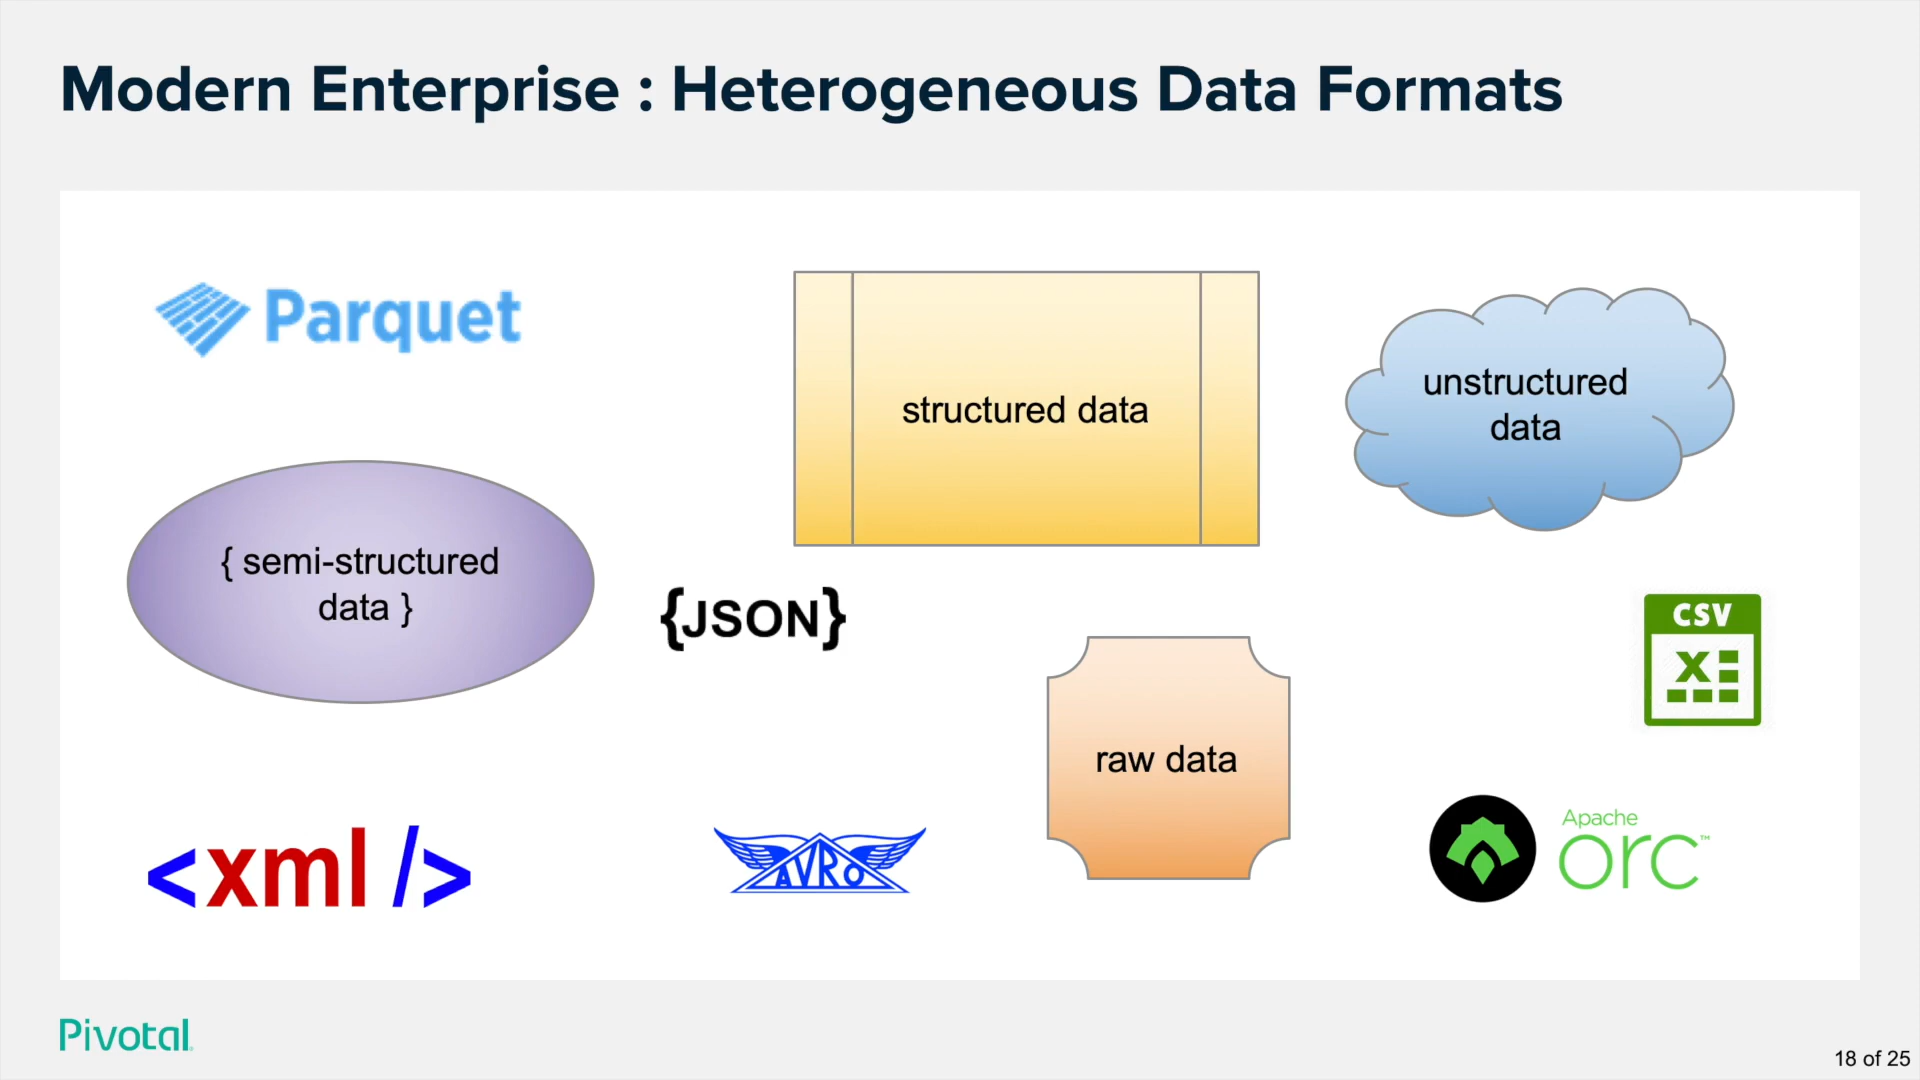 Modern Enterprise : Heterogeneous Data Formats
Parquet
structured data
unstructured
data
{ semi-structured
data }
{JSON}
CSV
X
raw data
<xml />
AVRO
Apache
orc™
Pivotal
18 of 25